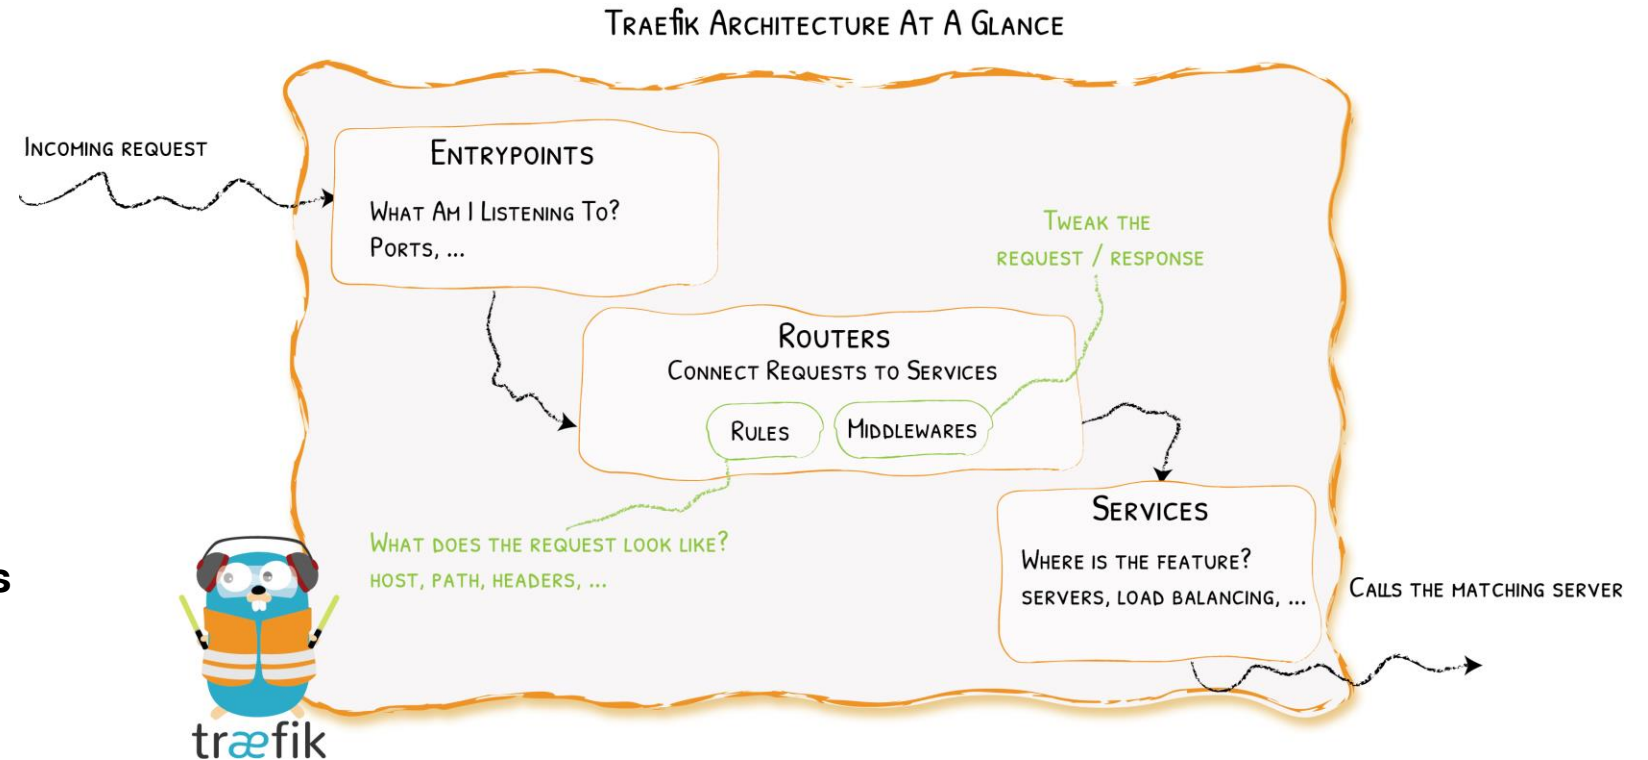 Traefik Architecture At A Glance
Incoming request
Entrypoints
What Am I Listening To?
Ports, ...
Tweak the
request / response
Routers
Connect Requests to Services
Rules
Middlewares
What does the request look like?
host, path, headers, ...
Services
Where is the feature?
servers, load balancing, ...
Calls the matching server
s
træfik